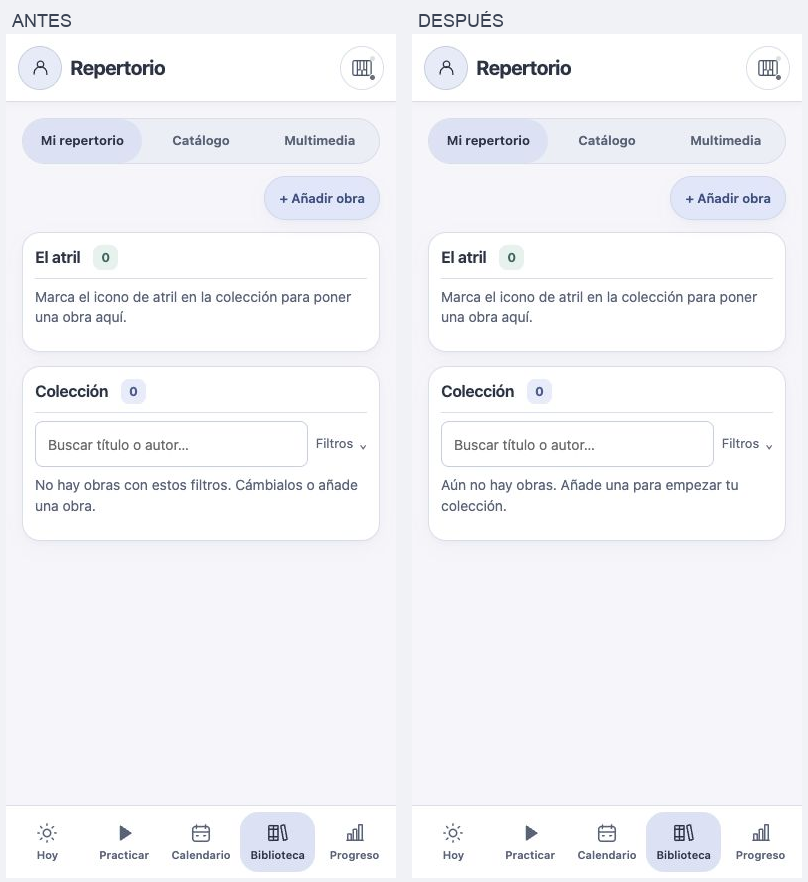 ANTES
Repertorio
Mi repertorio Catálogo Multimedia
+ Añadir obra
El atril 0
Marca el icono de atril en la colección para poner
una obra aquí.
Colección 0
Buscar título o autor...
Filtros
No hay obras con estos filtros. Cámbialos o añade
una obra.
Hoy Practicar Calendario Biblioteca Progreso
DESPUÉS
Repertorio
Mi repertorio Catálogo Multimedia
+ Añadir obra
El atril 0
Marca el icono de atril en la colección para poner
una obra aquí.
Colección 0
Buscar título o autor...
Filtros
Aún no hay obras. Añade una para empezar tu
colección.
Hoy Practicar Calendario Biblioteca Progreso